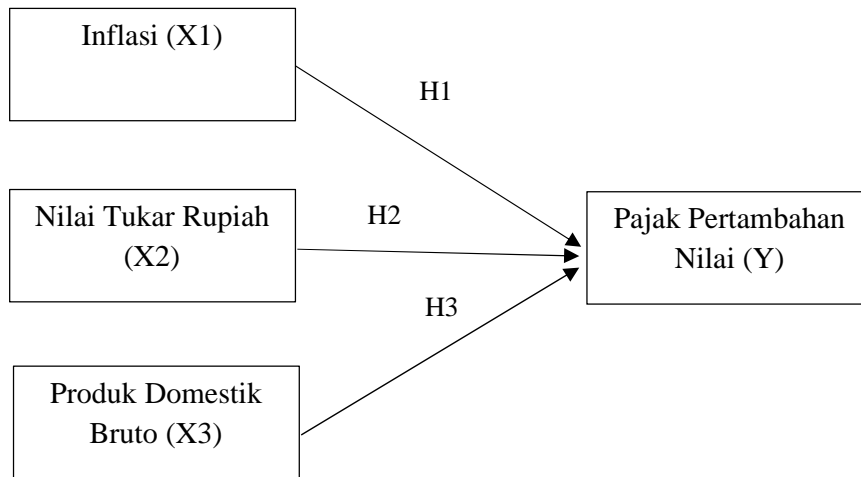 Inflasi (X1)
H1
Nilai Tukar Rupiah
(X2)
H2
Pajak Pertambahan
Nilai (Y)
H3
Produk Domestik
Bruto (X3)